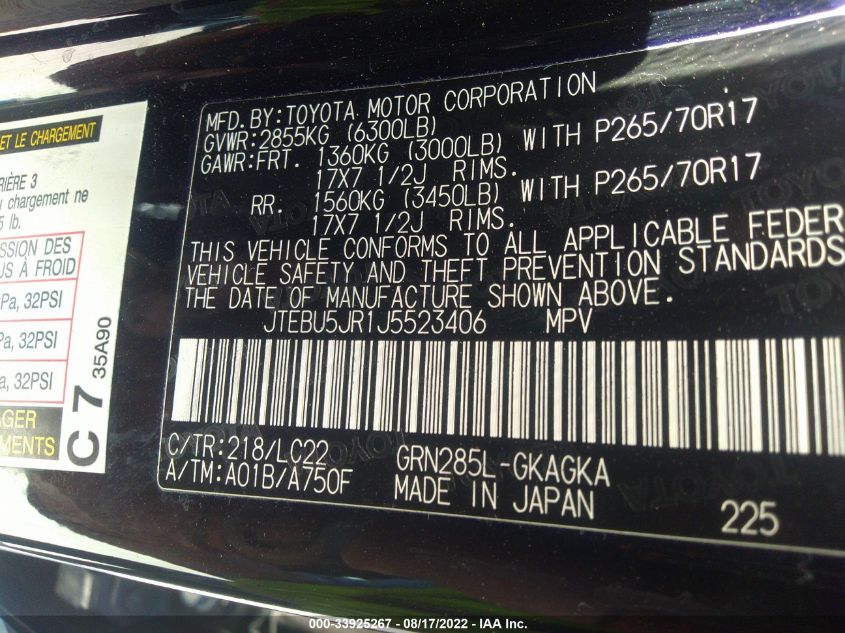 ET LE CHARGEMENT
RIÈRE 3
chargement ne
5 lb.
SSION DES
US À FROID
Pa, 32PSI
a, 32PSI
a, 32PSI
AGER
EMENTS
C 7 35A90
MFD.BY:TOYOTA MOTOR CORPORATION
GVWR:2855KG (6300LB)
GAWR:FRT. 1360KG (3000LB) WITH P265/70R17
17X7 1/2J RIMS.
RR. 1560KG (3450LB) WITH P265/70R17
17X7 1/2J RIMS.
THIS VEHICLE CONFORMS TO ALL APPLICABLE FEDER
VEHICLE SAFETY AND THEFT PREVENTION STANDARDS
THE DATE OF MANUFACTURE SHOWN ABOVE.
JTEBU5JR1J5523406 MPV
C/TR:218/LC22 GRN285L-GKAGKA
A/TM:A01B/A750F MADE IN JAPAN 225
000-33925267 - 08/17/2022 - IAA Inc.